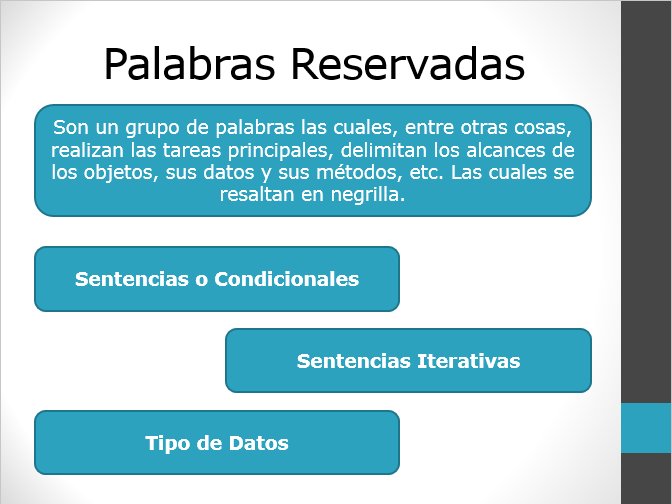 Palabras Reservadas
Son un grupo de palabras las cuales, entre otras cosas,
realizan las tareas principales, delimitan los alcances de
los objetos, sus datos y sus métodos, etc. Las cuales se
resaltan en negrilla.
Sentencias o Condicionales
Sentencias Iterativas
Tipo de Datos